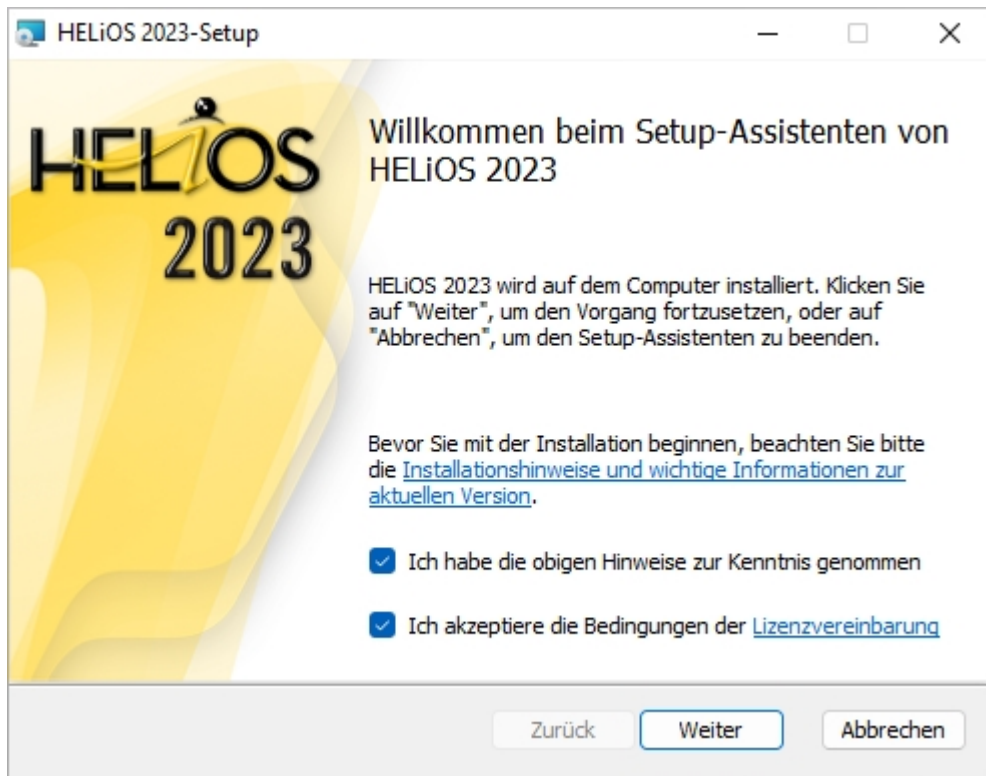 HELiOS 2023-Setup
HELiOS
2023
Willkommen beim Setup-Assistenten von
HELiOS 2023
HELiOS 2023 wird auf dem Computer installiert. Klicken Sie
auf "Weiter", um den Vorgang fortzusetzen, oder auf
"Abbrechen", um den Setup-Assistenten zu beenden.
Bevor Sie mit der Installation beginnen, beachten Sie bitte
die Installationshinweise und wichtige Informationen zur
aktuellen Version.
Ich habe die obigen Hinweise zur Kenntnis genommen
Ich akzeptiere die Bedingungen der Lizenzvereinbarung
Zurück Weiter Abbrechen